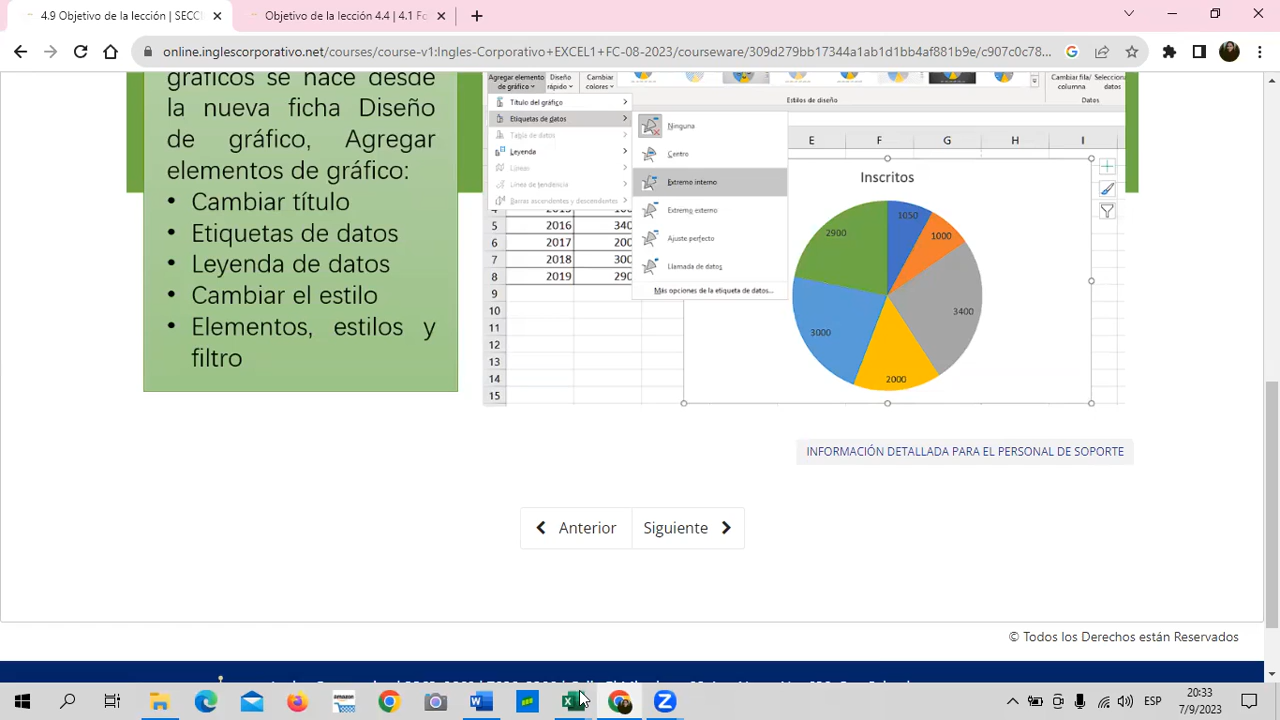 4.9 Objetivo de la lección | SECCI
Objetivo de la lección 4.4 | 4.1 Fo
online.inglescorporativo.net/courses/course-v1:Ingles-Corporativo+EXCEL1+FC-08-2023/courseware/309d279bb17344a1ab1d1bb4af881b9e/c907c0c78...
gráficos se hace desde
la nueva ficha Diseño
de gráfico, Agregar
elementos de gráfico:
• Cambiar título
• Etiquetas de datos
• Leyenda de datos
• Cambiar el estilo
• Elementos, estilos y
filtro
Agregar elemento
de gráfico
Diseño
rápido
Cambiar
colores
Estilos de diseño
Cambiar fila/
columna
Selecciona
datos
Datos
Título del gráfico
Etiquetas de datos
Tabla de datos
Leyenda
Líneas
Línea de tendencia
Barras ascendentes y descendentes
Ninguna
Centro
Extremo interno
Extremo externo
Ajuste perfecto
Llamada de datos
Más opciones de la etiqueta de datos...
E F G H I
5 2016 340
6 2017 200
7 2018 300
8 2019 290
9
10
11
12
13
14
15
Inscritos
1050
1000
3400
2000
3000
2900
INFORMACIÓN DETALLADA PARA EL PERSONAL DE SOPORTE
Anterior
Siguiente
© Todos los Derechos están Reservados
amazon
ESP
20:33
7/9/2023